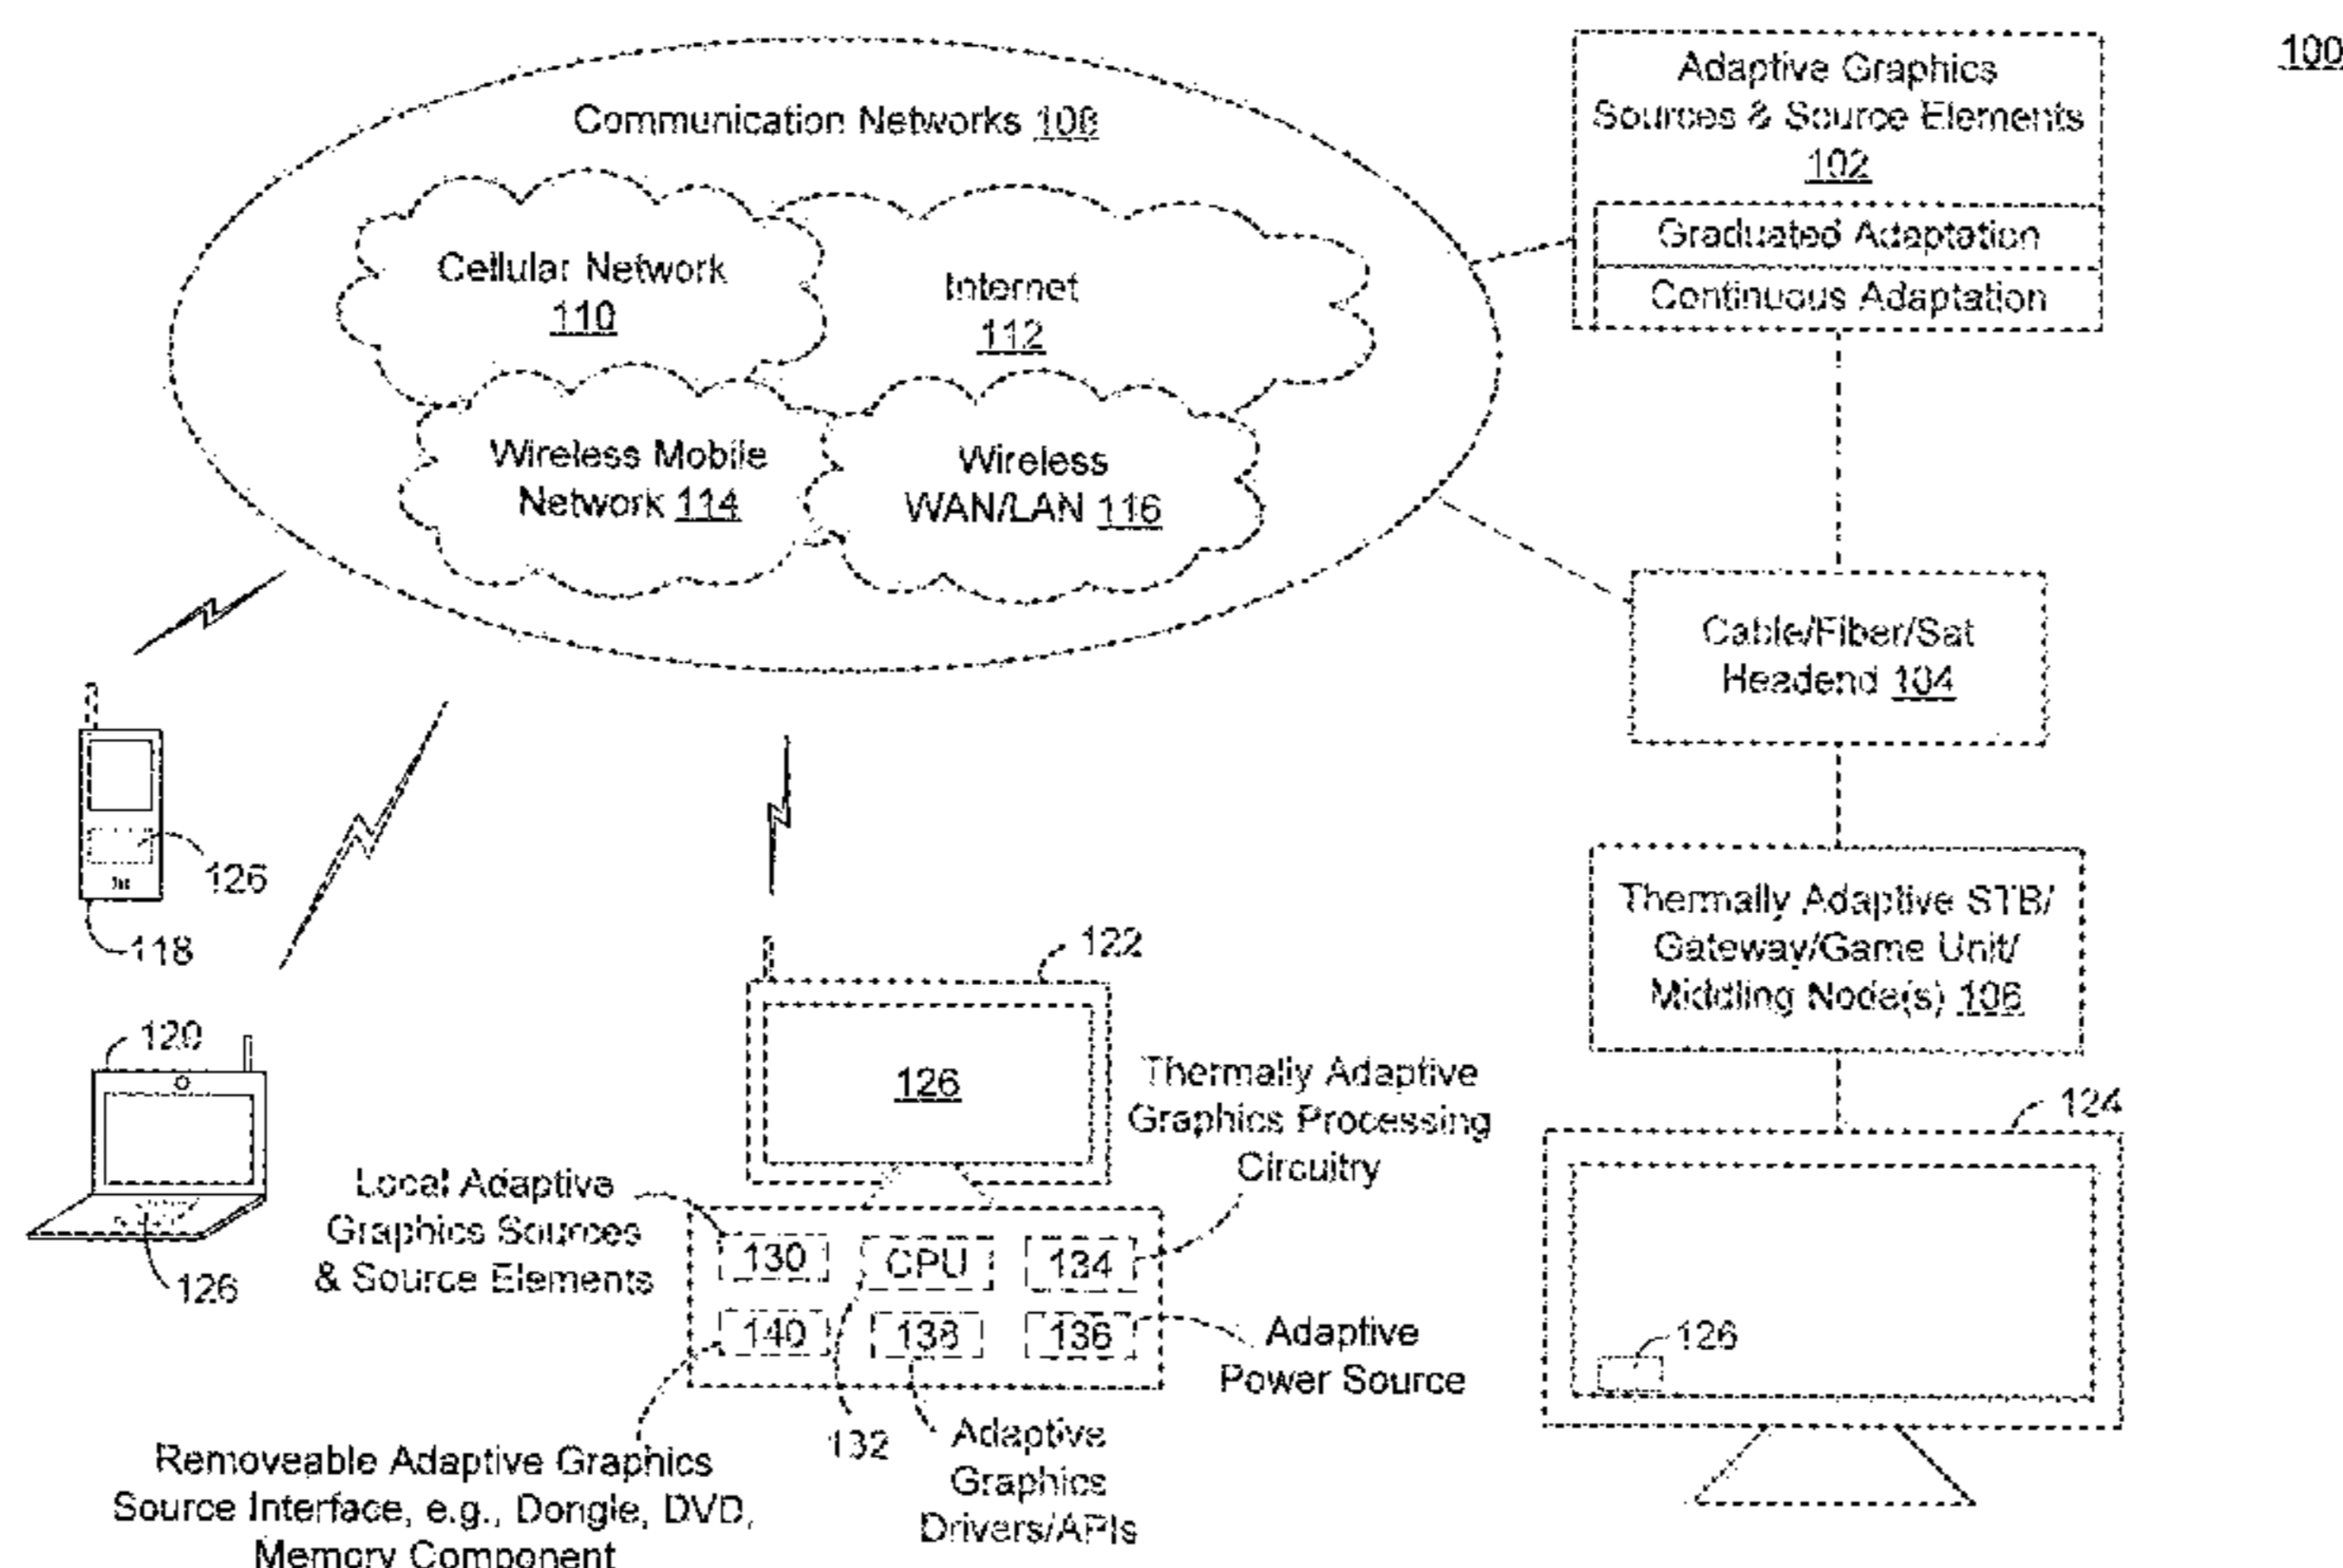 100
Adaptive Graphics
Sources & Source Elements
102
Graduated Adaptation
Continuous Adaptation
Communication Networks 108
Cellular Network
110
Internet
112
Wireless Mobile
Network 114
Wireless
WAN/LAN 116
Cable/Fiber/Sat
Headend 104
Thermally Adaptive STB/
Gateway/Game Unit/
Middling Node(s) 106
126
118
120
126
122
126
Thermally Adaptive
Graphics Processing
Circuitry
124
126
Local Adaptive
Graphics Sources
& Source Elements
130
CPU
134
140
138
136
Adaptive
Power Source
132
Adaptive
Graphics
Drivers/APIs
Removeable Adaptive Graphics
Source Interface, e.g., Dongle, DVD,
Memory Component